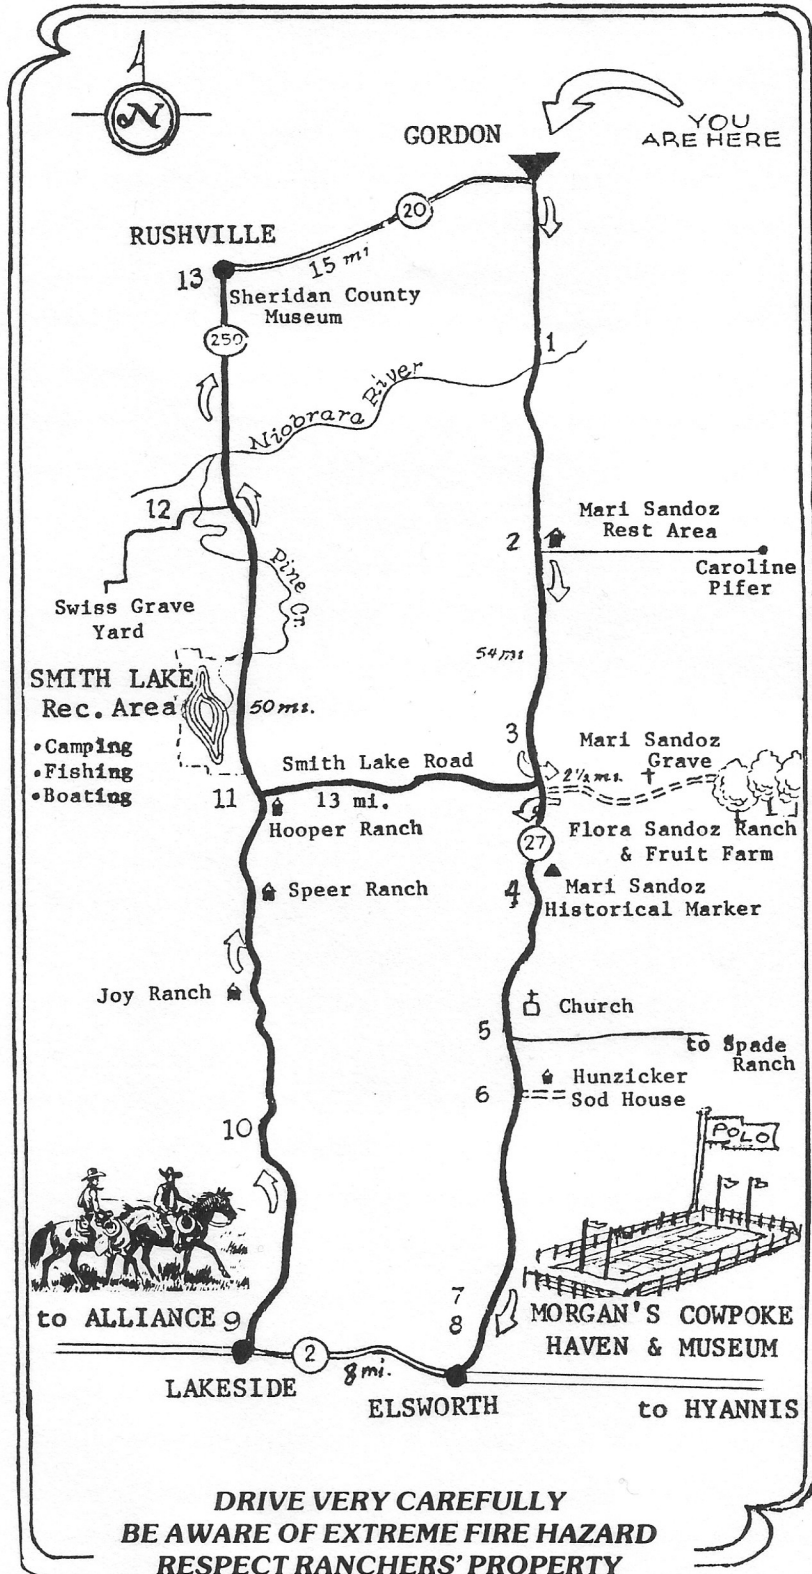 N
YOU
ARE HERE
GORDON
20
RUSHVILLE
15 mi
13
Sheridan County
Museum
250
1
Niobrara River
12
2
Mari Sandoz
Rest Area
Caroline
Pifer
Pine Cr.
Swiss Grave
Yard
54 mi
SMITH LAKE
Rec. Area
50 mi.
•Camping
•Fishing
•Boating
3
Mari Sandoz
Grave
2½ mi.
Smith Lake Road
11
13 mi.
Hooper Ranch
27
Flora Sandoz Ranch
& Fruit Farm
Speer Ranch
4
Mari Sandoz
Historical Marker
Joy Ranch
Church
5
to Spade
Ranch
6
Hunzicker
Sod House
10
POLO
7
8
to ALLIANCE
9
MORGAN'S COWPOKE
HAVEN & MUSEUM
2
8 mi.
LAKESIDE
ELSWORTH
to HYANNIS
DRIVE VERY CAREFULLY
BE AWARE OF EXTREME FIRE HAZARD
RESPECT RANCHERS' PROPERTY